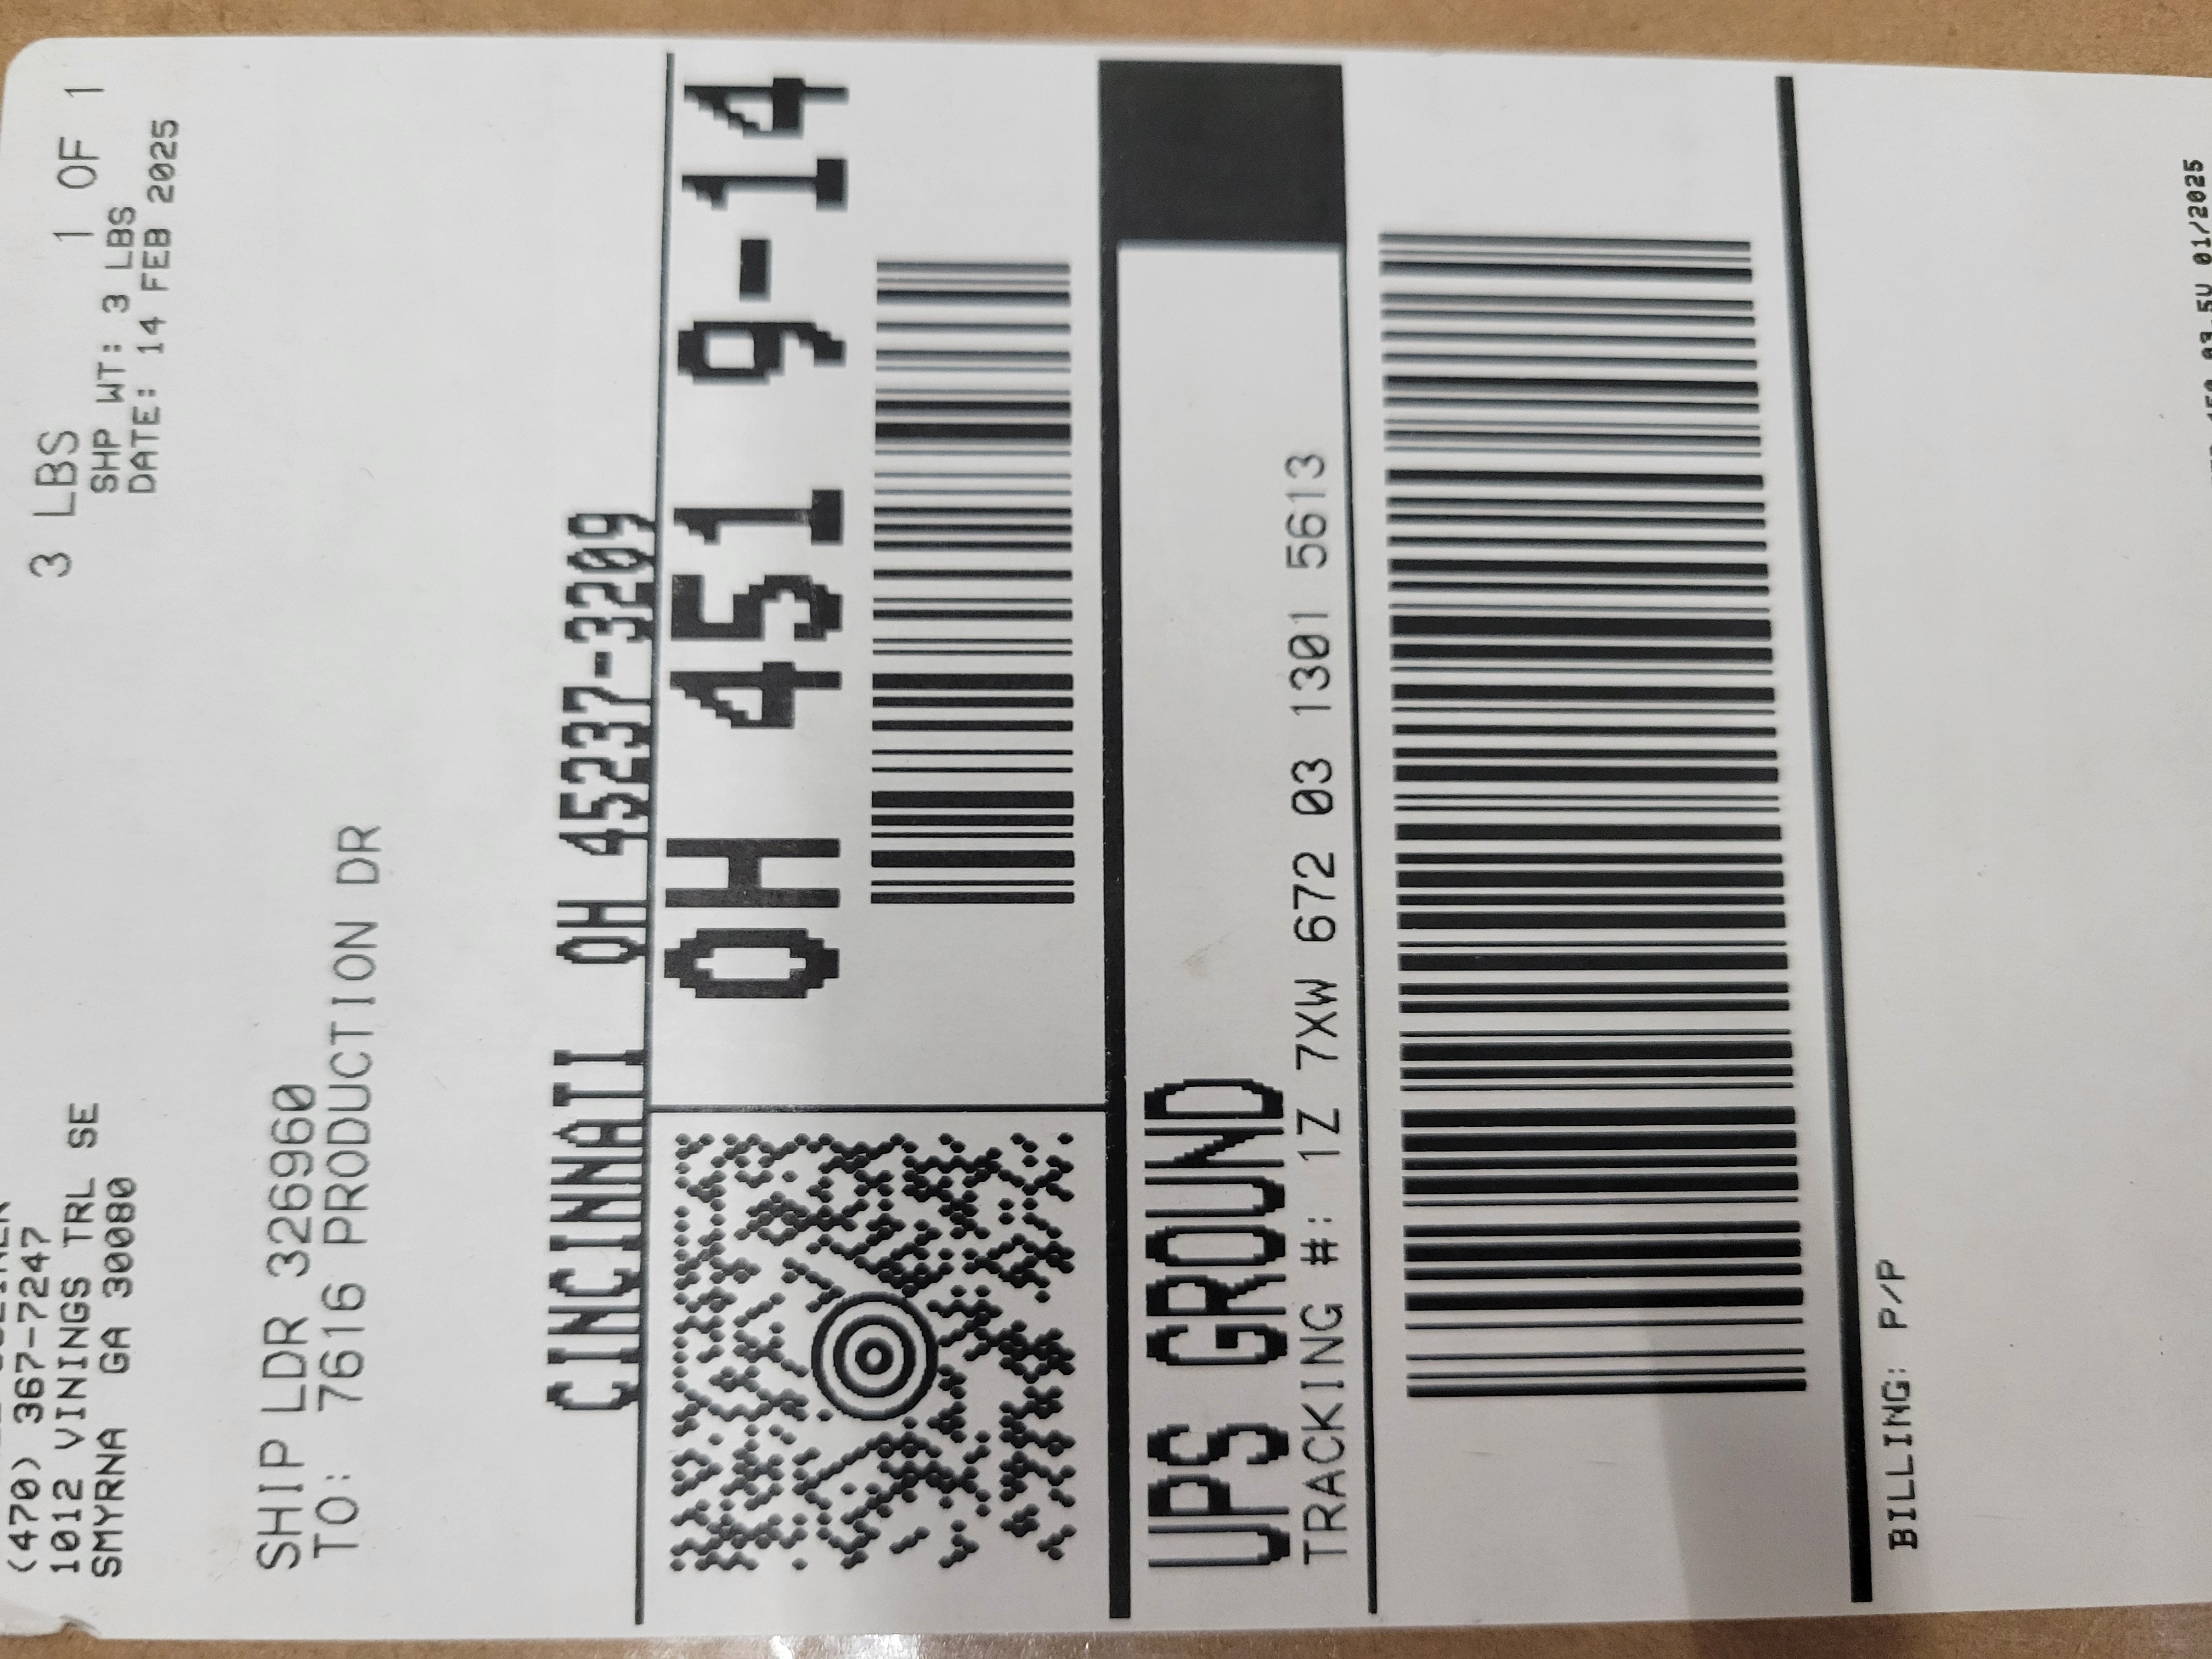 3 LBS 1 OF 1
SHP WT: 3 LBS
DATE: 14 FEB 2025
(470) 367-7247
1012 VININGS TRL SE
SMYRNA GA 30080
SHIP LDR 326960
TO: 7616 PRODUCTION DR
CINCINNATI OH 45237-3209
OH 451 9-14
UPS GROUND
TRACKING #: 1Z 7XW 672 03 1301 5613
BILLING: P/P
01/2025